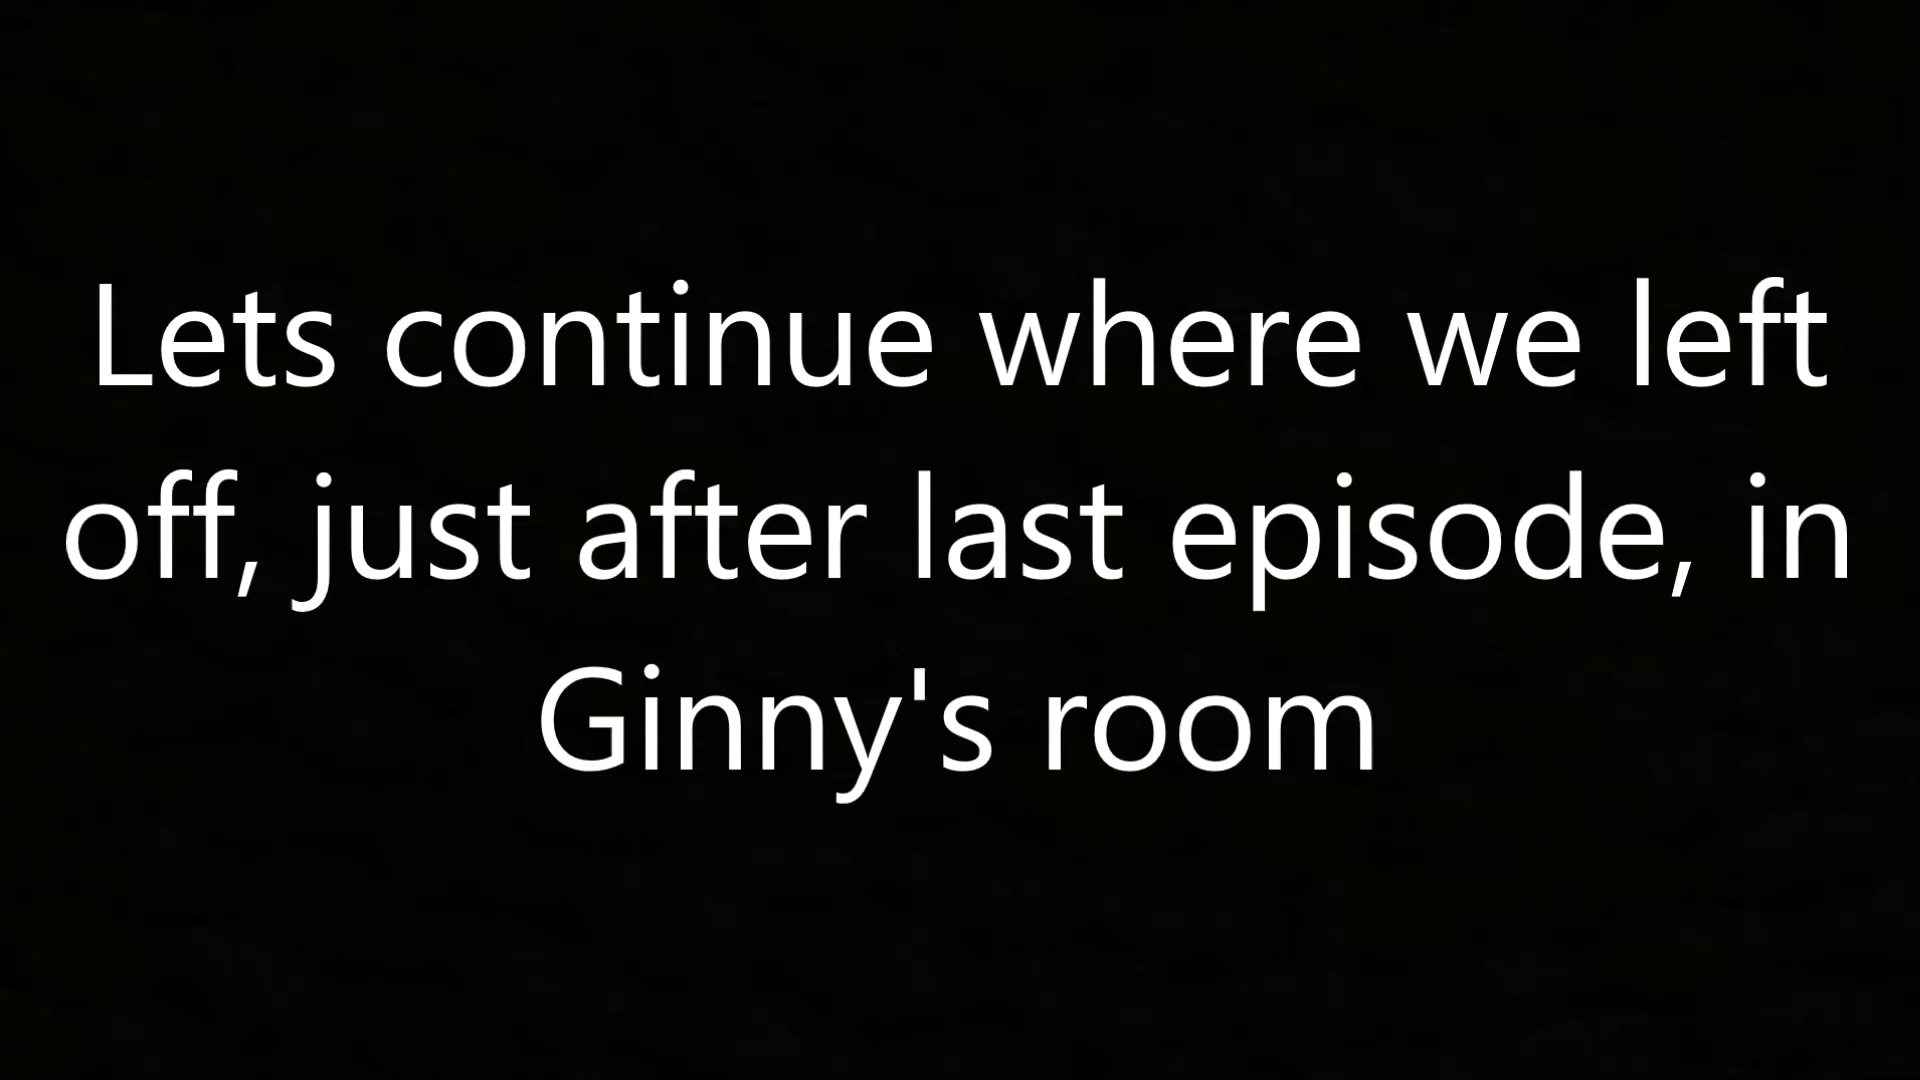 Lets continue where we left
off, just after last episode, in
Ginny's room